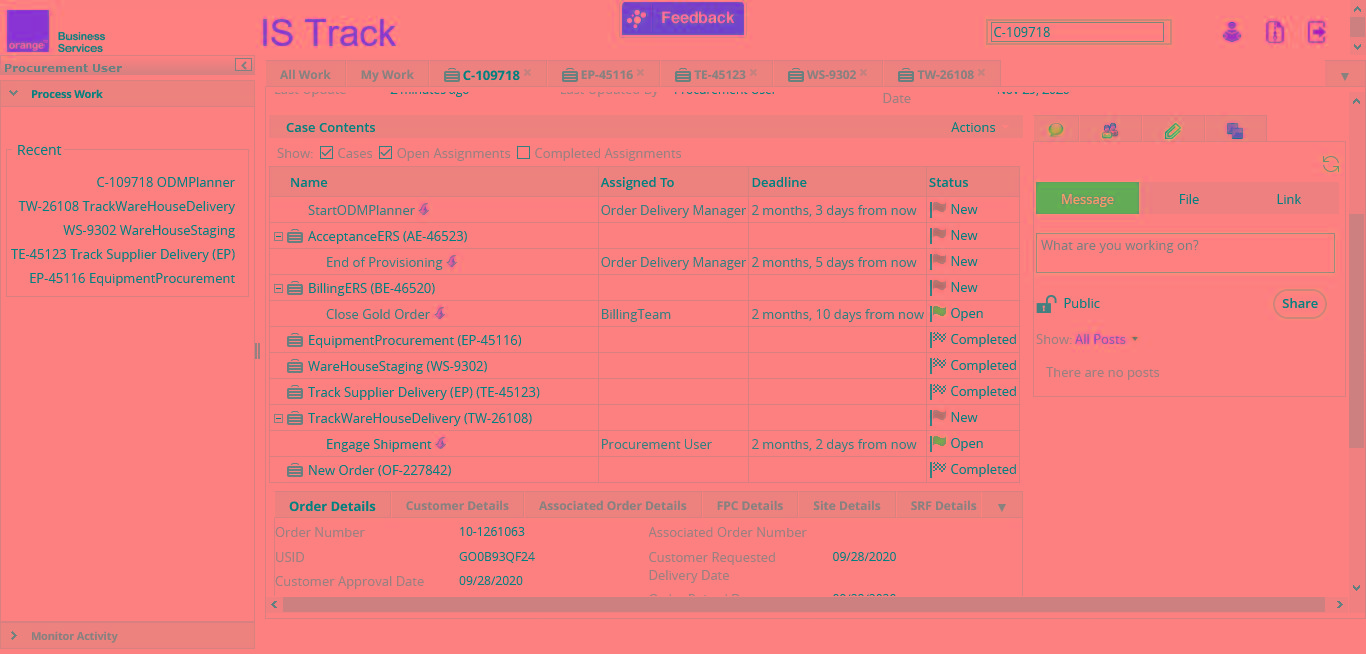 Feedback
orange
Business
Services
IS Track
C-109718
Procurement User
Process Work
All Work My Work C-109718 × EP-45116 × TE-45123 × WS-9302 × TW-26108 ×
Last Update 2 minutes ago Last Updated By Procurement User Date Nov 29, 2020
Case Contents Actions
Show: Cases Open Assignments Completed Assignments
Name Assigned To Deadline Status
StartODMPlanner Order Delivery Manager 2 months, 3 days from now New
AcceptanceERS (AE-46523) New
End of Provisioning Order Delivery Manager 2 months, 5 days from now New
BillingERS (BE-46520) New
Close Gold Order BillingTeam 2 months, 10 days from now Open
EquipmentProcurement (EP-45116) Completed
WareHouseStaging (WS-9302) Completed
Track Supplier Delivery (EP) (TE-45123) Completed
TrackWareHouseDelivery (TW-26108) New
Engage Shipment Procurement User 2 months, 2 days from now Open
New Order (OF-227842) Completed
Order Details Customer Details Associated Order Details FPC Details Site Details SRF Details
Order Number 10-1261063 Associated Order Number
USID GO0B93QF24 Customer Requested Delivery Date 09/28/2020
Customer Approval Date 09/28/2020
Recent
C-109718 ODMPlanner
TW-26108 TrackWareHouseDelivery
WS-9302 WareHouseStaging
TE-45123 Track Supplier Delivery (EP)
EP-45116 EquipmentProcurement
Monitor Activity
Message File Link
What are you working on?
Public Share
Show: All Posts
There are no posts